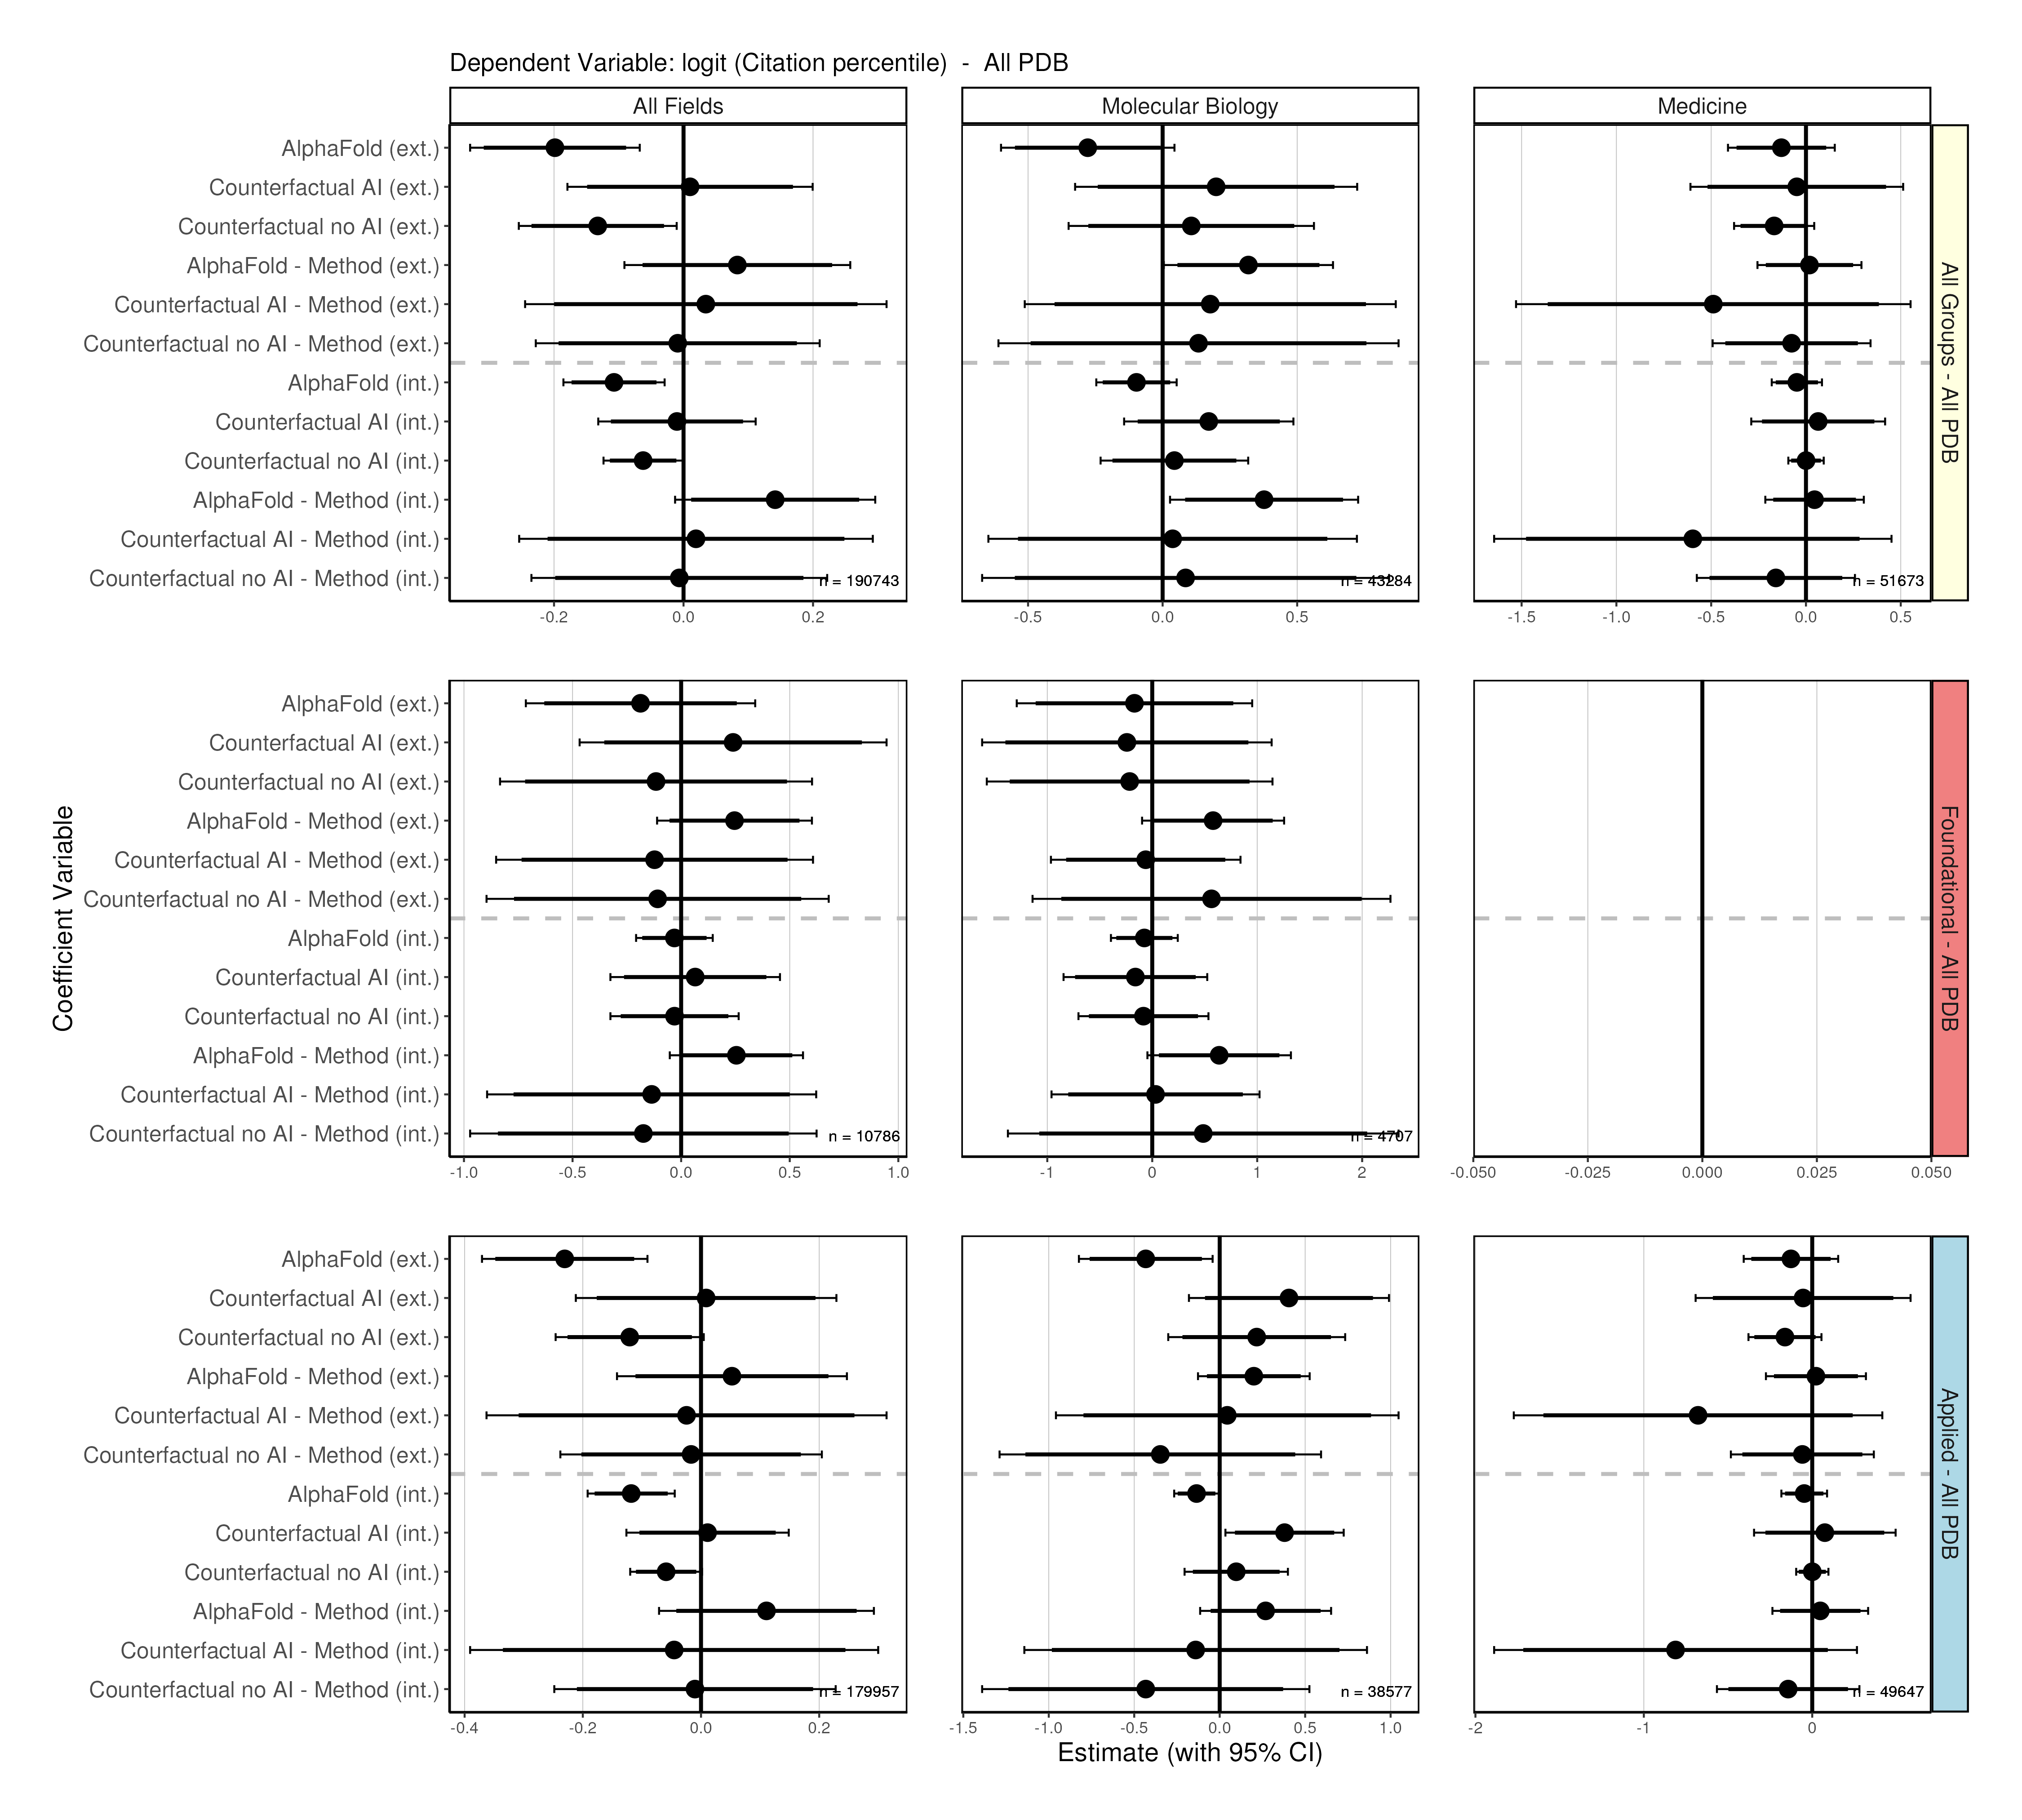 Dependent Variable: logit (Citation percentile)  -  All PDB
All Fields
Molecular Biology
Medicine
AlphaFold (ext.)
Counterfactual AI (ext.)
Counterfactual no AI (ext.)
AlphaFold - Method (ext.)
Counterfactual AI - Method (ext.)
Counterfactual no AI - Method (ext.)
AlphaFold (int.)
Counterfactual AI (int.)
Counterfactual no AI (int.)
AlphaFold - Method (int.)
Counterfactual AI - Method (int.)
Counterfactual no AI - Method (int.)
n = 190743
n = 43284
n = 51673
All Groups - All PDB
-0.2 0.0 0.2
-0.5 0.0 0.5
-1.5 -1.0 -0.5 0.0 0.5
Coefficient Variable
AlphaFold (ext.)
Counterfactual AI (ext.)
Counterfactual no AI (ext.)
AlphaFold - Method (ext.)
Counterfactual AI - Method (ext.)
Counterfactual no AI - Method (ext.)
AlphaFold (int.)
Counterfactual AI (int.)
Counterfactual no AI (int.)
AlphaFold - Method (int.)
Counterfactual AI - Method (int.)
Counterfactual no AI - Method (int.)
n = 10786
n = 4707
Foundational - All PDB
-1.0 -0.5 0.0 0.5 1.0
-1 0 1 2
-0.050 -0.025 0.000 0.025 0.050
AlphaFold (ext.)
Counterfactual AI (ext.)
Counterfactual no AI (ext.)
AlphaFold - Method (ext.)
Counterfactual AI - Method (ext.)
Counterfactual no AI - Method (ext.)
AlphaFold (int.)
Counterfactual AI (int.)
Counterfactual no AI (int.)
AlphaFold - Method (int.)
Counterfactual AI - Method (int.)
Counterfactual no AI - Method (int.)
n = 179957
n = 38577
n = 49647
Applied - All PDB
-0.4 -0.2 0.0 0.2
-1.5 -1.0 -0.5 0.0 0.5 1.0
-2 -1 0
Estimate (with 95% CI)